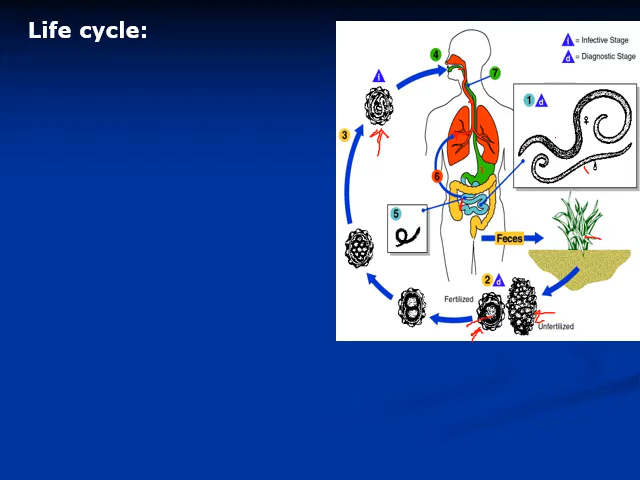 Life cycle:
i = Infective Stage
d = Diagnostic Stage
4
7
i
1 d
♀
♂
3
6
5
Feces
2 d
Fertilized
Unfertilized